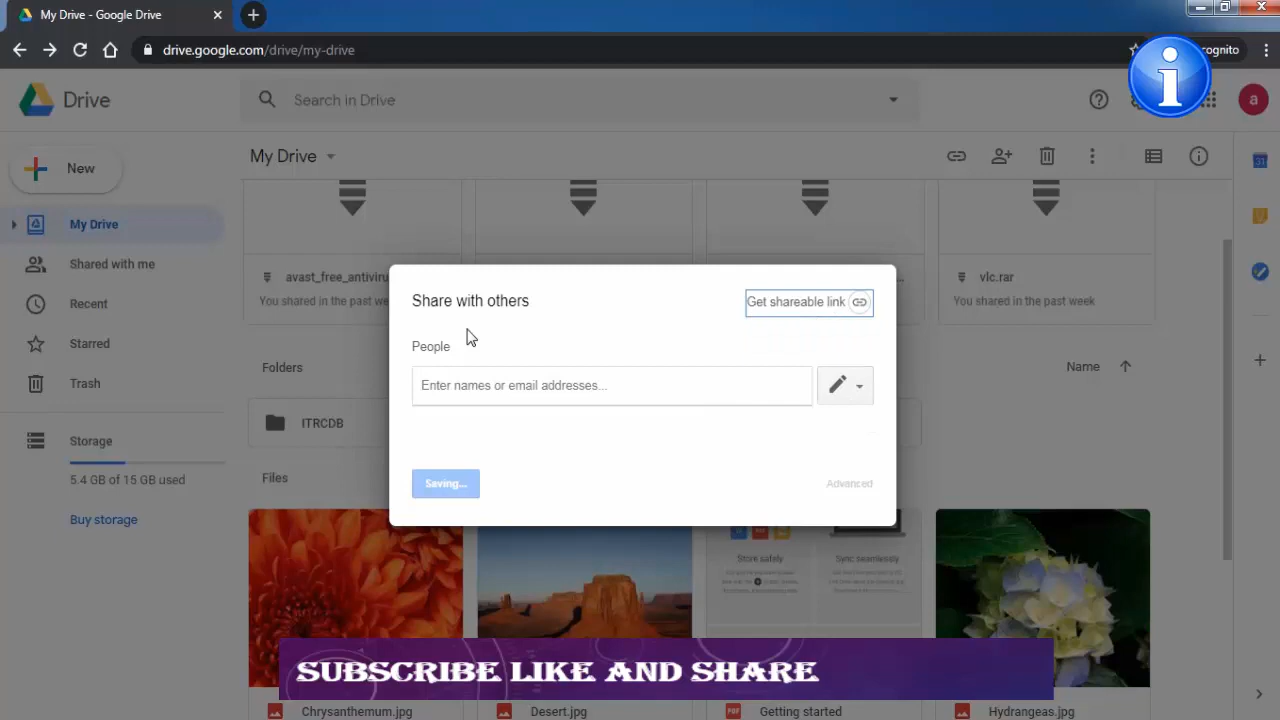 My Drive - Google Drive
drive.google.com/drive/my-drive
cognito
Drive
Search in Drive
a
New
My Drive
My Drive
Shared with me
Recent
Starred
Trash
Storage
5.4 GB of 15 GB used
Buy storage
avast_free_antiviru
You shared in the past week
vlc.rar
You shared in the past week
Folders
Name
ITRCDB
Files
Share with others
Get shareable link
People
Enter names or email addresses...
Saving...
Advanced
Store safely
Sync seamlessly
31
i
SUBSCRIBE LIKE AND SHARE
Chrysanthemum.jpg
Desert.jpg
PDF
Getting started
Hydrangeas.jpg